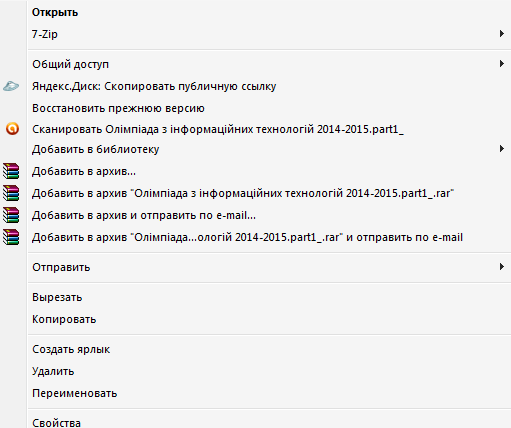 Открыть
7-Zip
Общий доступ
Яндекс.Диск: Скопировать публичную ссылку
Восстановить прежнюю версию
Сканировать Олімпіада з інформаційних технологій 2014-2015.part1_
Добавить в библиотеку
Добавить в архив...
Добавить в архив "Олімпіада з інформаційних технологій 2014-2015.part1_.rar"
Добавить в архив и отправить по e-mail...
Добавить в архив "Олімпіада...ологій 2014-2015.part1_.rar" и отправить по e-mail
Отправить
Вырезать
Копировать
Создать ярлык
Удалить
Переименовать
Свойства